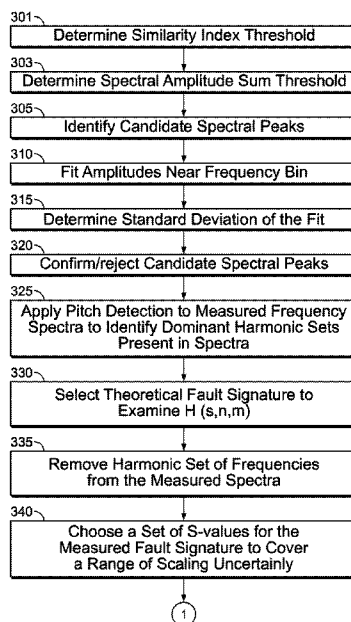 301
Determine Similarity Index Threshold
303
Determine Spectral Amplitude Sum Threshold
305
Identify Candidate Spectral Peaks
310
Fit Amplitudes Near Frequency Bin
315
Determine Standard Deviation of the Fit
320
Confirm/reject Candidate Spectral Peaks
325
Apply Pitch Detection to Measured Frequency
Spectra to Identify Dominant Harmonic Sets
Present in Spectra
330
Select Theoretical Fault Signature to
Examine H (s,n,m)
335
Remove Harmonic Set of Frequencies
from the Measured Spectra
340
Choose a Set of S-values for the
Measured Fault Signature to Cover
a Range of Scaling Uncertainly
1